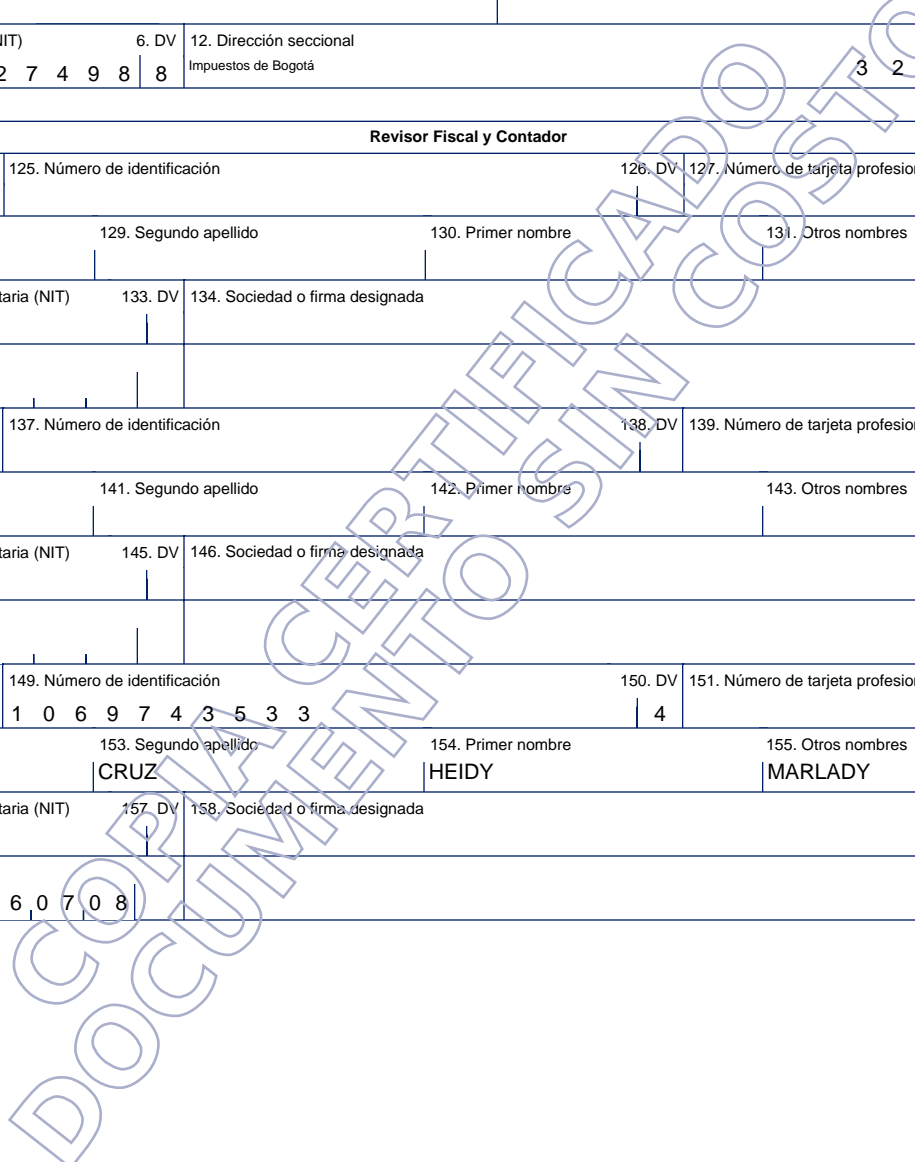 IIT) 6. DV 12. Dirección seccional
2 7 4 9 8 8 Impuestos de Bogotá 3 2
Revisor Fiscal y Contador
125. Número de identificación 126. DV 127. Número de tarjeta profesion
129. Segundo apellido 130. Primer nombre 131. Otros nombres
taria (NIT) 133. DV 134. Sociedad o firma designada
137. Número de identificación 138. DV 139. Número de tarjeta profesion
141. Segundo apellido 142. Primer nombre 143. Otros nombres
taria (NIT) 145. DV 146. Sociedad o firma designada
149. Número de identificación 150. DV 151. Número de tarjeta profesion
1 0 6 9 7 4 3 5 3 3 4
153. Segundo apellido 154. Primer nombre 155. Otros nombres
CRUZ HEIDY MARLADY
taria (NIT) 157. DV 158. Sociedad o firma designada
6 0 7 0 8
COPIA CERTIFICADO
DOCUMENTO SIN COSTO